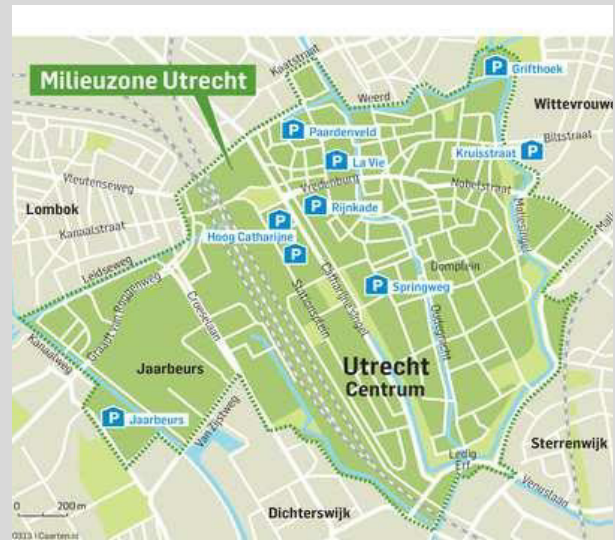 Kaatstraat
Weerd
P Grifthoek
Milieuzone Utrecht
Wittevrouwen
P
Paardenveld
Biltstraat
P La Vie
Kruisstraat P
Vleutenseweg
Vredenburg
Nobelstraat
Lombok
P Rijnkade
Maliesingel
Kanaalstraat
P
Hoog Catharijne
P
Leidseweg
Domplein
Graadt van Roggenweg
P Springweg
Croeselaan
Stationsplein
Catharijnesingel
Oudegracht
Kanaalweg
Jaarbeurs
Utrecht
Centrum
P Jaarbeurs
Van Zijstweg
Sterrenwijk
Ledig
Erf
Venuslaan
0 200 m
Dichterswijk
0313 | Caarten.nl